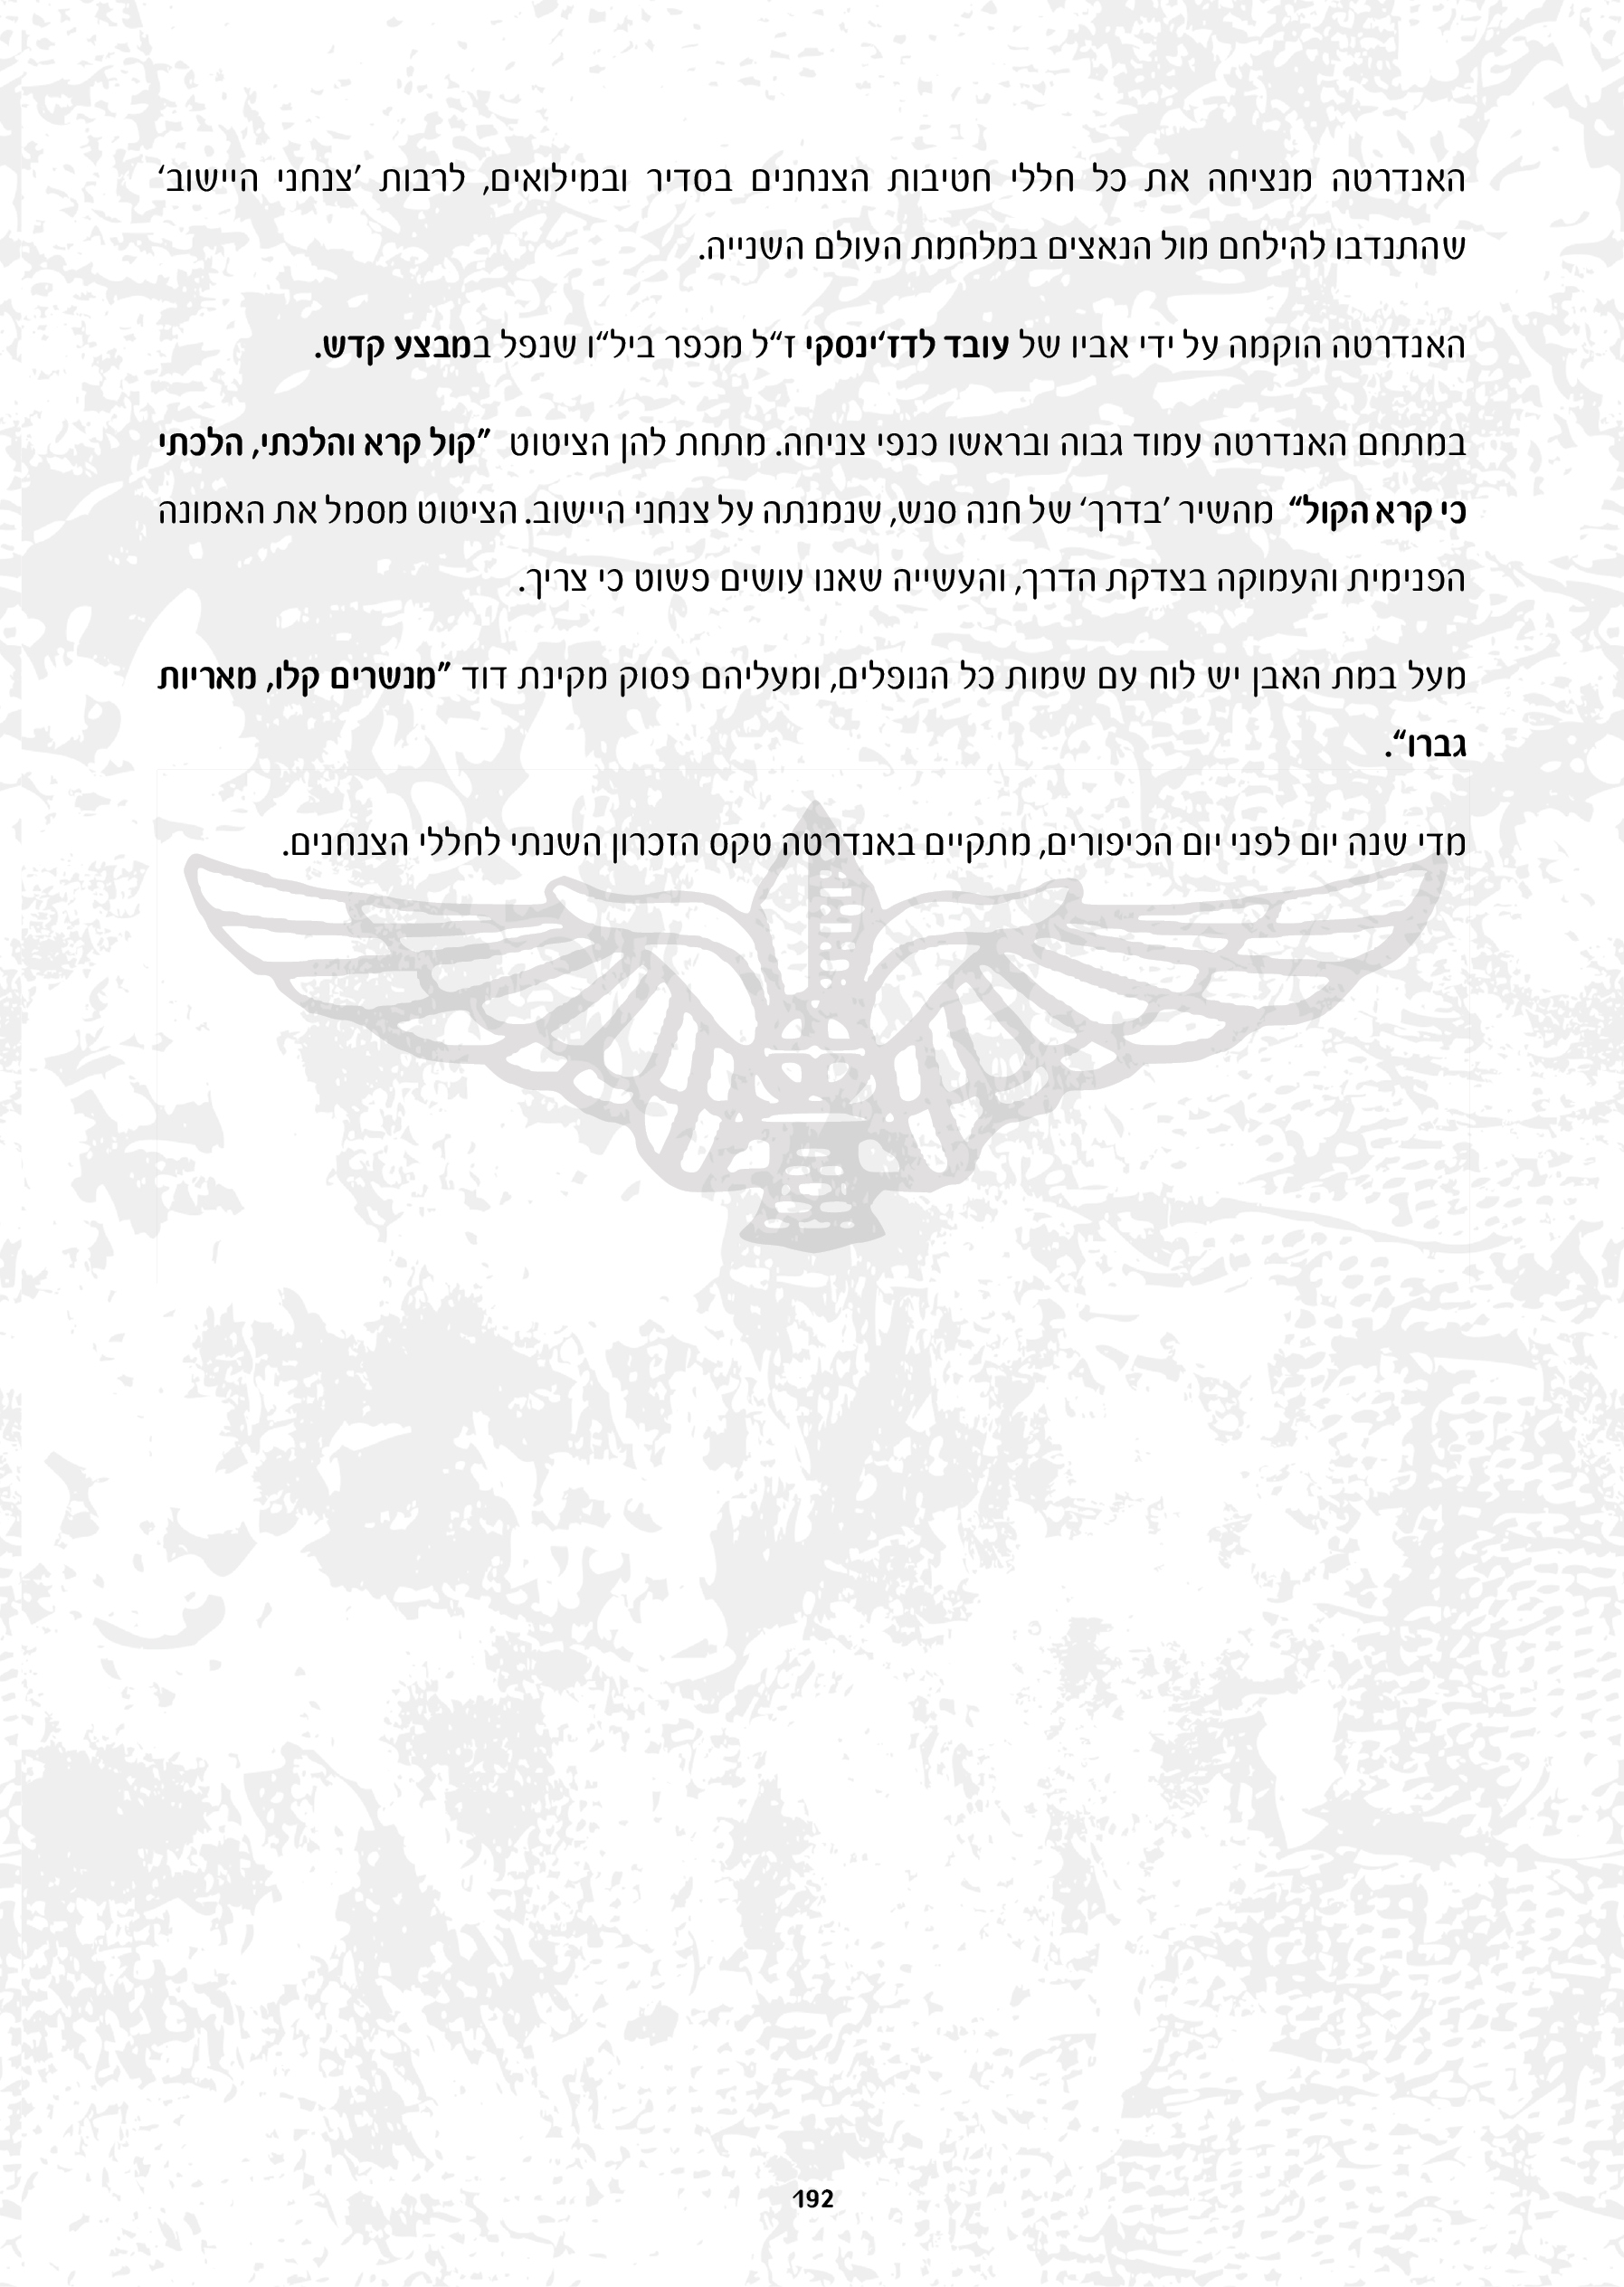 האנדרטה מנציחה את כל חללי חטיבות הצנחנים בסדיר ובמילואים, לרבות ’צנחני היישוב‘
שהתנדבו להילחם מול הנאצים במלחמת העולם השנייה.
האנדרטה הוקמה על ידי אביו של עובד לדז‘ינסקי ז“ל מכפר ביל“ו שנפל במבצע קדש.
במתחם האנדרטה עמוד גבוה ובראשו כנפי צניחה. מתחת להן הציטוט ”קול קרא והלכתי, הלכתי
כי קרא הקול“ מהשיר ’בדרך‘ של חנה סנש, שנמנתה על צנחני היישוב. הציטוט מסמל את האמונה
הפנימית והעמוקה בצדקת הדרך, והעשייה שאנו עושים פשוט כי צריך.
מעל במת האבן יש לוח עם שמות כל הנופלים, ומעליהם פסוק מקינת דוד ”מנשרים קלו, מאריות
גברו“.
מדי שנה יום לפני יום הכיפורים, מתקיים באנדרטה טקס הזכרון השנתי לחללי הצנחנים.
192